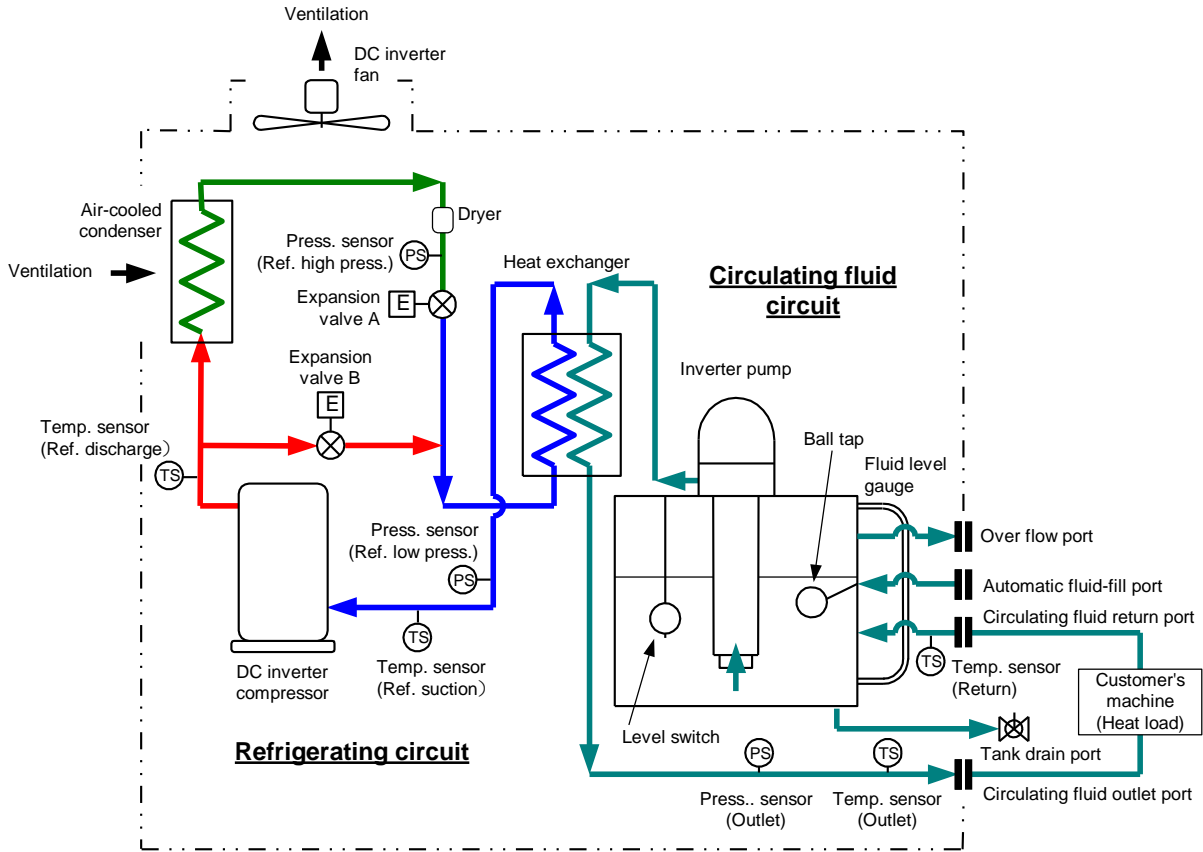 Ventilation
DC inverter
fan
Air-cooled
condenser
Ventilation
Dryer
Press. sensor
(Ref. high press.)
PS
Heat exchanger
Circulating fluid
circuit
Expansion
valve A
E
Expansion
valve B
E
Inverter pump
Temp. sensor
(Ref. discharge)
TS
Ball tap
Fluid level
gauge
Press. sensor
(Ref. low press.)
PS
Over flow port
Automatic fluid-fill port
Circulating fluid return port
TS
Temp. sensor
(Ref. suction)
DC inverter
compressor
TS
Temp. sensor
(Return)
Customer's
machine
(Heat load)
Level switch
Refrigerating circuit
Tank drain port
PS
TS
Press.. sensor
(Outlet)
Temp. sensor
(Outlet)
Circulating fluid outlet port